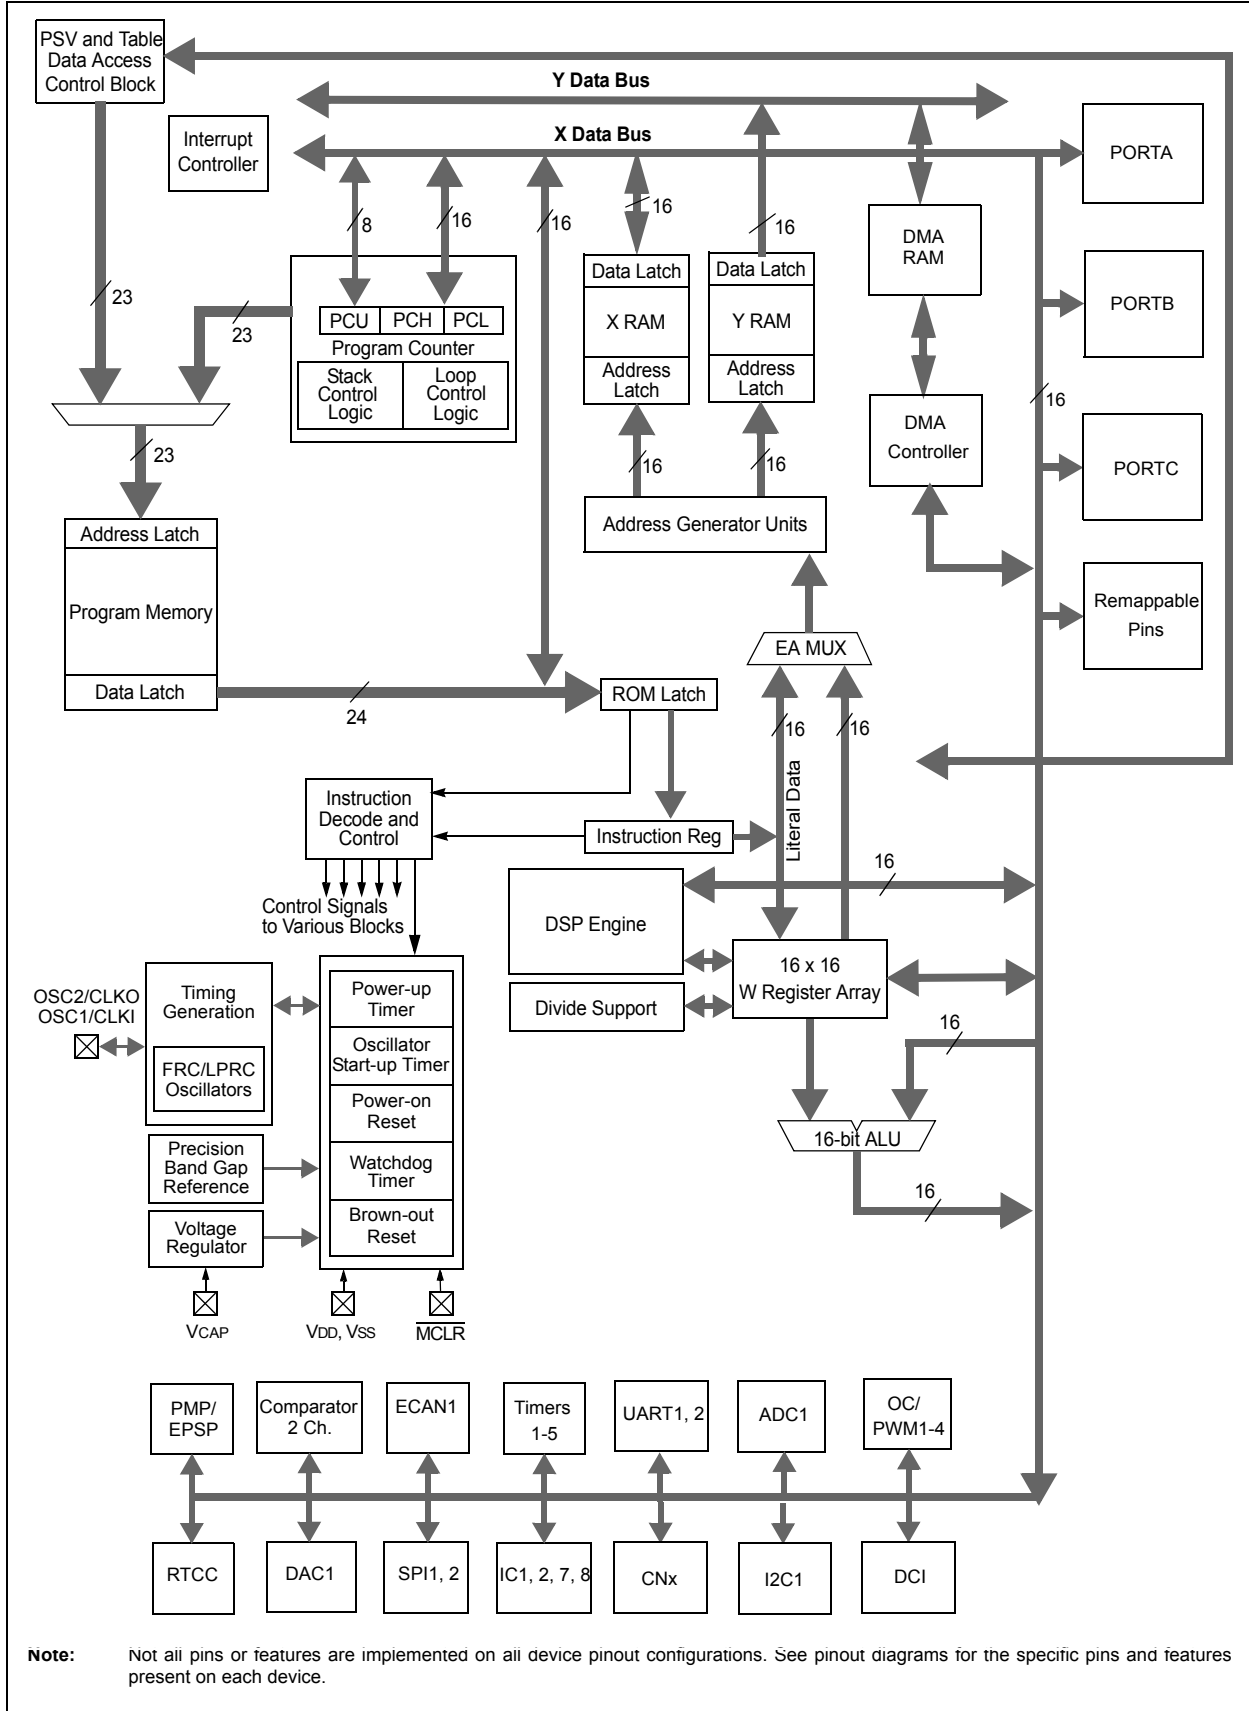 PSV and Table
Data Access
Control Block
Y Data Bus
X Data Bus
Interrupt
Controller
PORTA
8
16
16
16
16
DMA
RAM
23
23
Data Latch
X RAM
Address
Latch
Data Latch
Y RAM
Address
Latch
PORTB
PCU
PCH
PCL
Program Counter
Stack
Control
Logic
Loop
Control
Logic
16
23
16
16
DMA
Controller
PORTC
Address Latch
Program Memory
Data Latch
Address Generator Units
Remappable
Pins
EA MUX
24
ROM Latch
16
16
Literal Data
Instruction
Decode and
Control
Instruction Reg
16
Control Signals
to Various Blocks
DSP Engine
16 x 16
W Register Array
Divide Support
OSC2/CLKO
OSC1/CLKI
Timing
Generation
FRC/LPRC
Oscillators
Power-up
Timer
Oscillator
Start-up Timer
Power-on
Reset
Watchdog
Timer
Brown-out
Reset
16
16-bit ALU
16
Precision
Band Gap
Reference
Voltage
Regulator
VCAP
VDD, VSS
MCLR
PMP/
EPSP
Comparator
2 Ch.
ECAN1
Timers
1-5
UART1, 2
ADC1
OC/
PWM1-4
RTCC
DAC1
SPI1, 2
IC1, 2, 7, 8
CNx
I2C1
DCI
Note: Not all pins or features are implemented on all device pinout configurations. See pinout diagrams for the specific pins and features
present on each device.